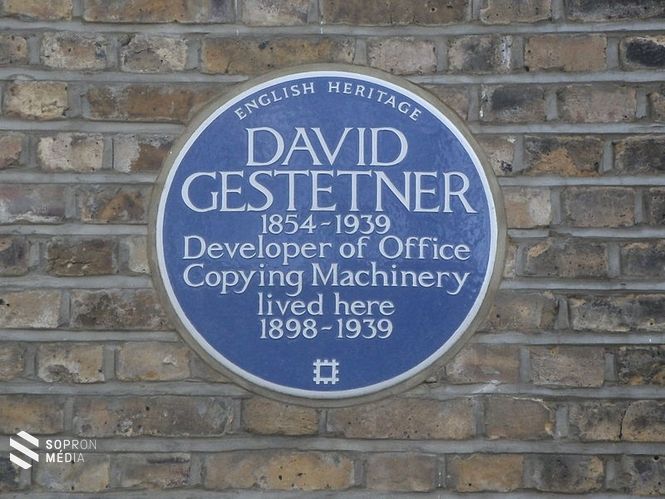 ENGLISH HERITAGE
DAVID
GESTETNER
1854-1939
Developer of Office
Copying Machinery
lived here
1898-1939
SOPRON
MÉDIA